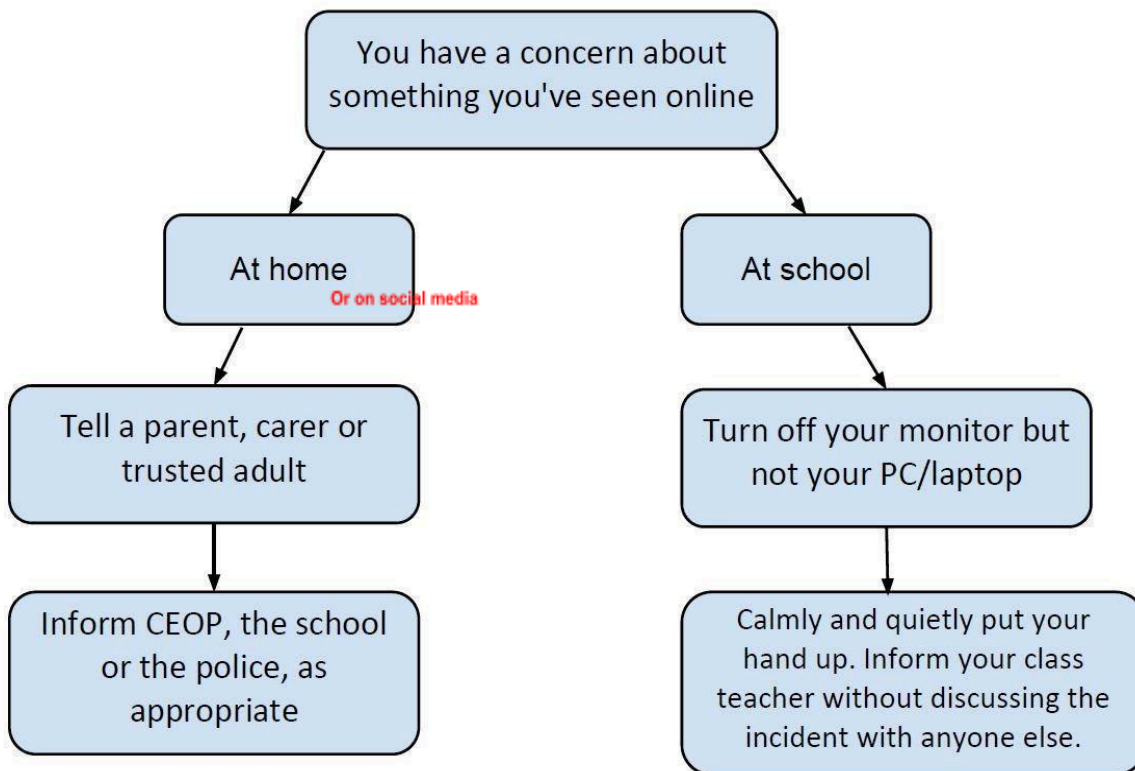 You have a concern about
something you've seen online
At home
Or on social media
At school
Tell a parent, carer or
trusted adult
Turn off your monitor but
not your PC/laptop
Inform CEOP, the school
or the police, as
appropriate
Calmly and quietly put your
hand up. Inform your class
teacher without discussing the
incident with anyone else.